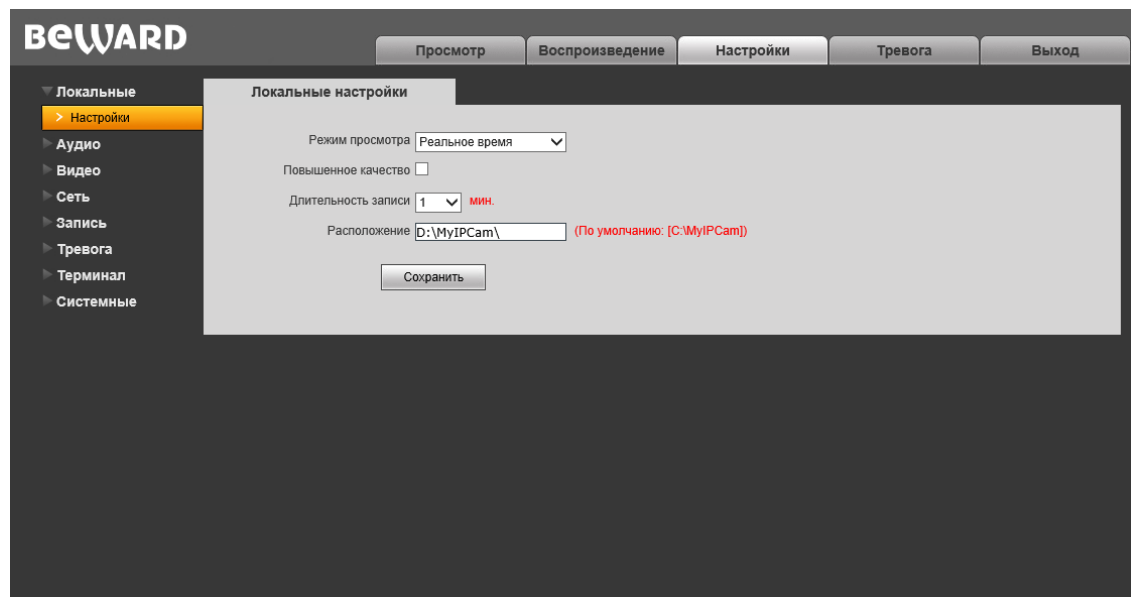 BEWARD
Просмотр
Воспроизведение
Настройки
Тревога
Выход
Локальные
> Настройки
Аудио
Видео
Сеть
Запись
Тревога
Терминал
Системные
Локальные настройки
Режим просмотра Реальное время
Повышенное качество
Длительность записи 1 мин.
Расположение D:\MyIPCam\ (По умолчанию: [C:\MyIPCam])
Сохранить